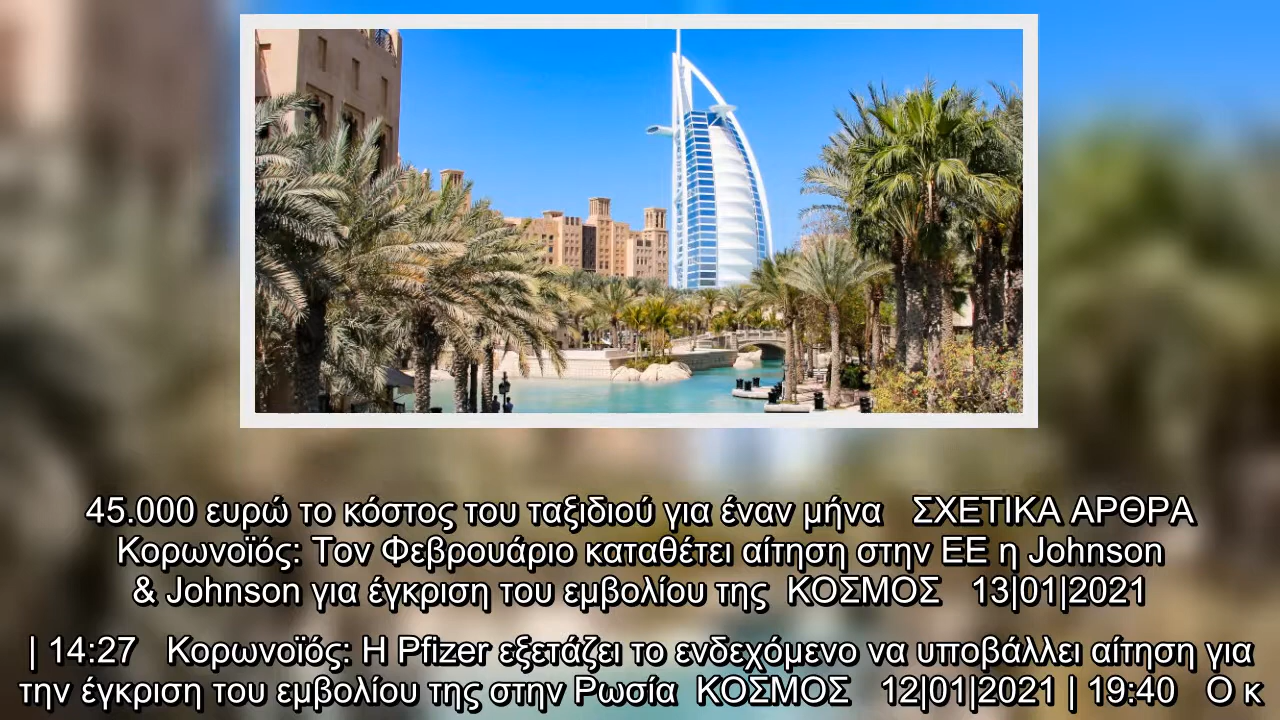 45.000 ευρώ το κόστος του ταξιδιού για έναν μήνα ΣΧΕΤΙΚΑ ΑΡΘΡΑ
Κορωνοϊός: Τον Φεβρουάριο καταθέτει αίτηση στην ΕΕ η Johnson
& Johnson για έγκριση του εμβολίου της ΚΟΣΜΟΣ 13|01|2021
| 14:27 Κορωνοϊός: Η Pfizer εξετάζει το ενδεχόμενο να υποβάλλει αίτηση για
την έγκριση του εμβολίου της στην Ρωσία ΚΟΣΜΟΣ 12|01|2021 | 19:40 Ο κ